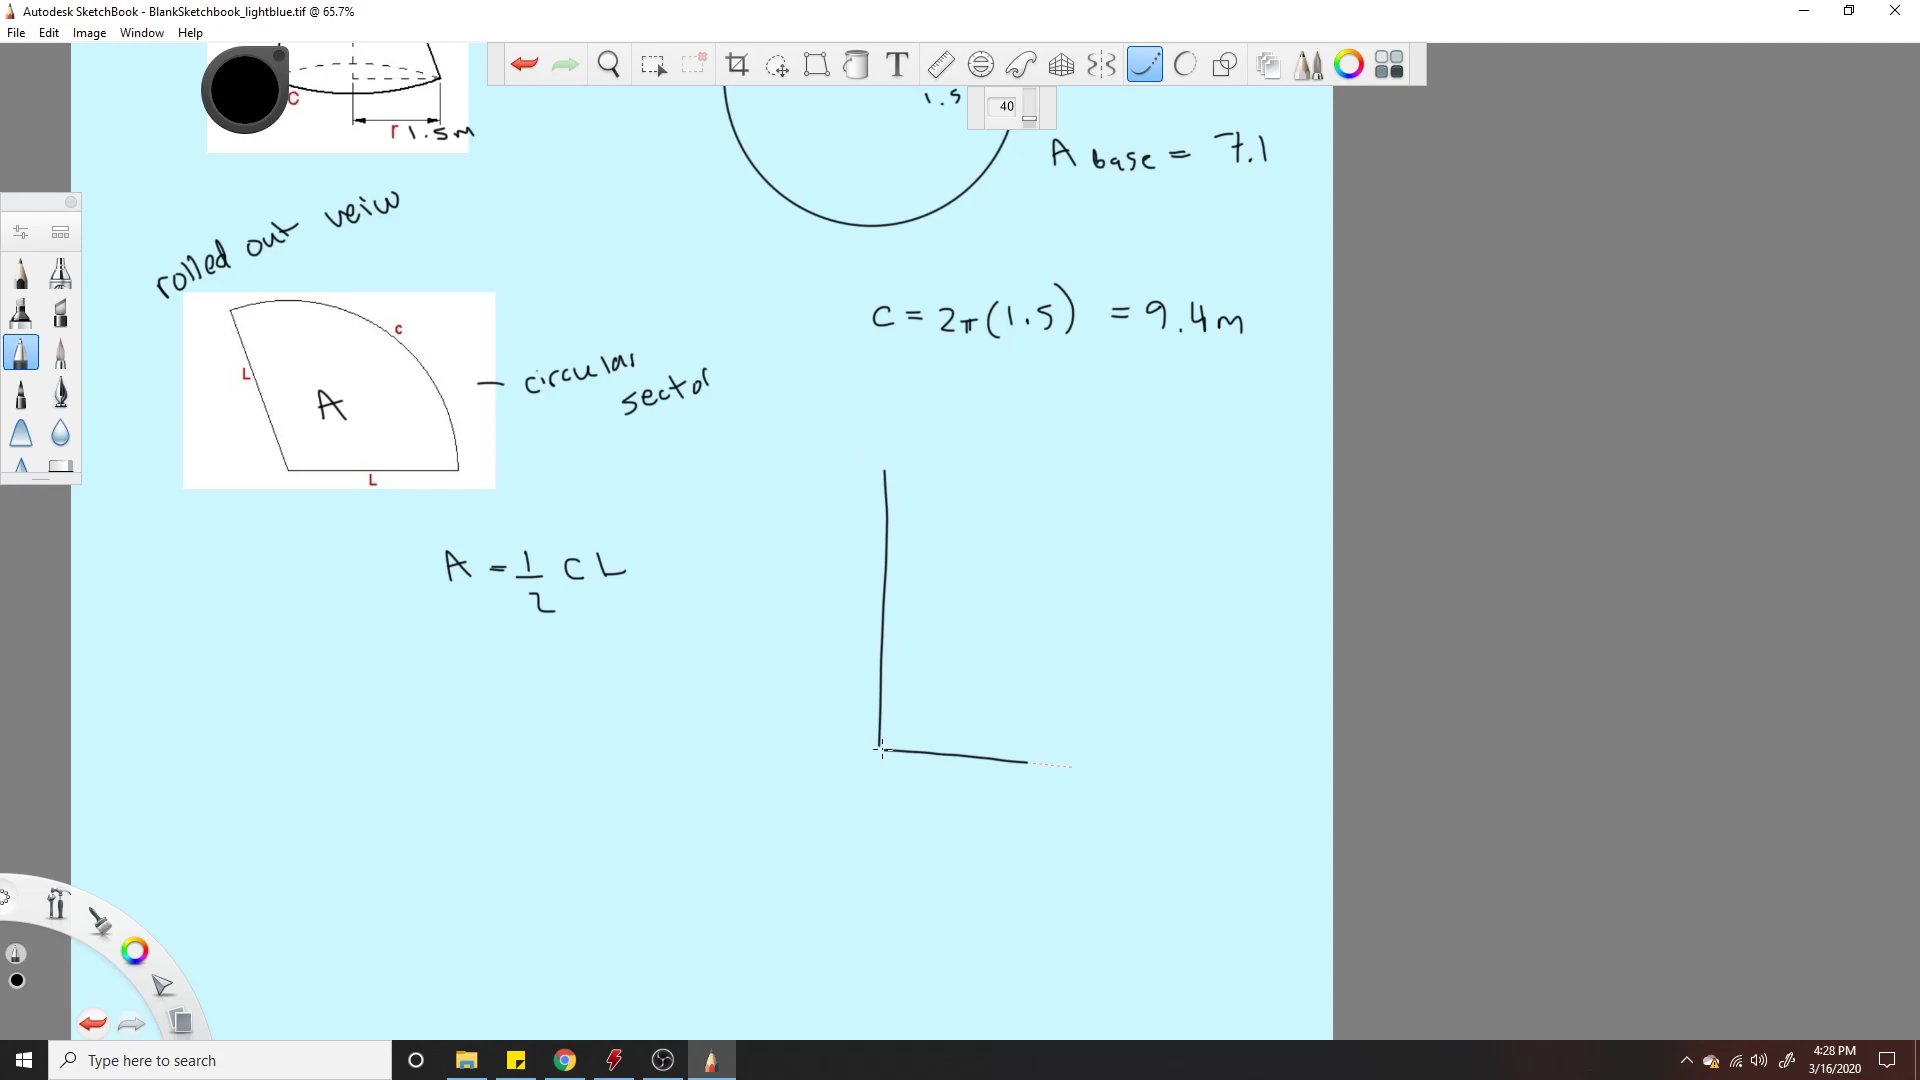 Autodesk SketchBook - BlankSketchbook_lightblue.tif @ 65.7%
File Edit Image Window Help
C
r 1.5m
1.5
40
A base = 7.1
rolled out veiw
C = 2π(1.5) = 9.4m
c
L
A
L
– circular
sector
A = 1/2 C L
Type here to search
4:28 PM
3/16/2020